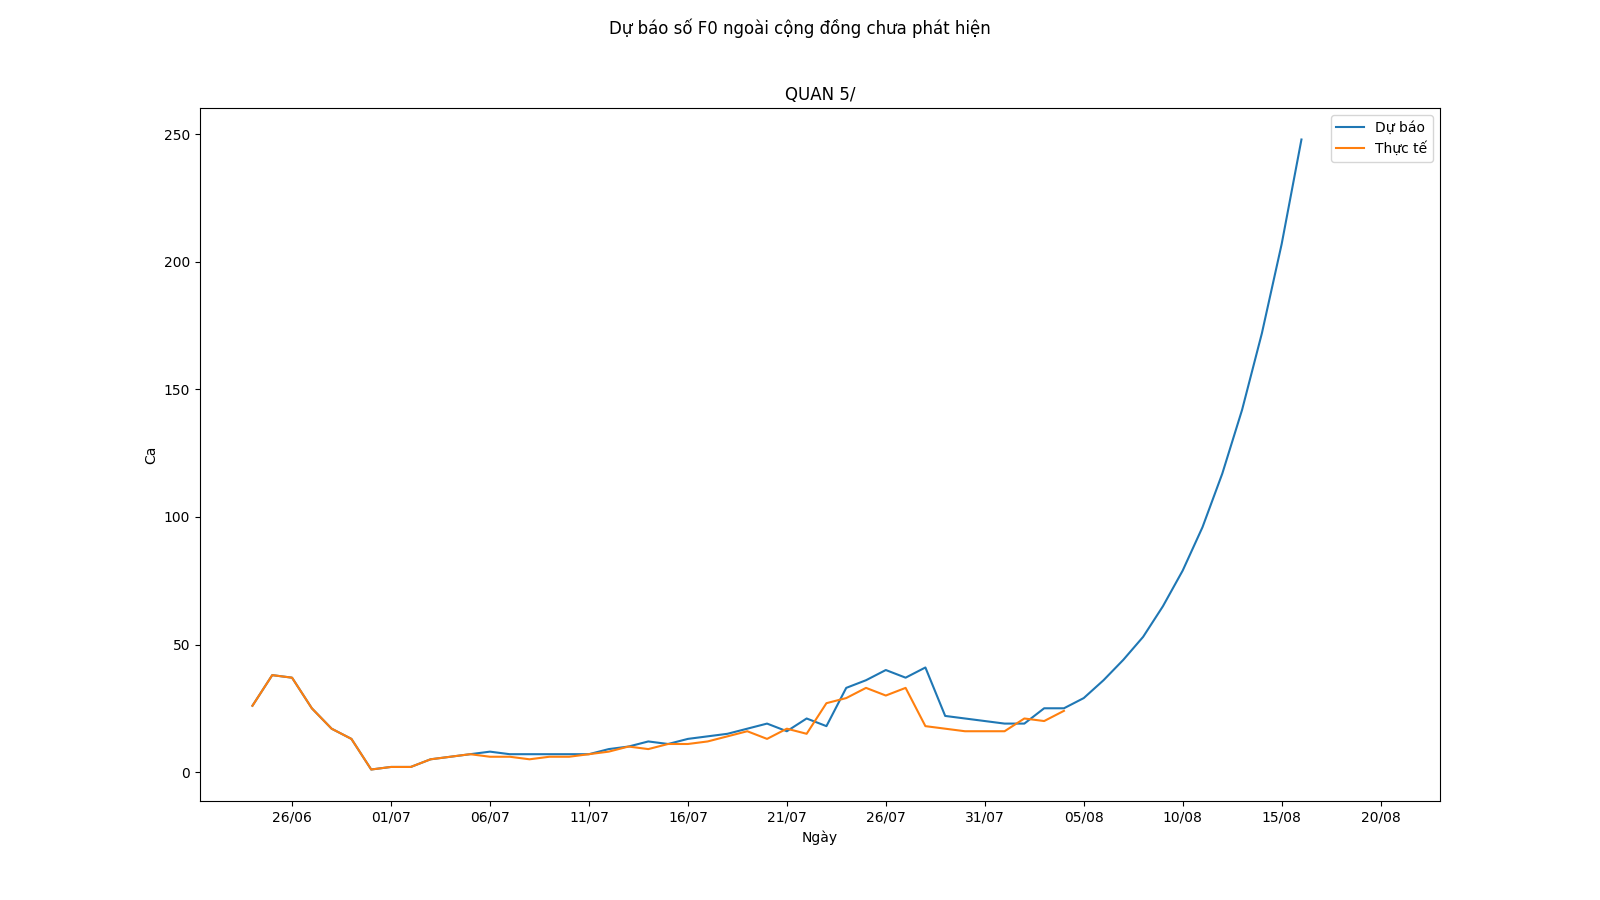 Dự báo số F0 ngoài cộng đồng chưa phát hiện
QUAN 5/
Dự báo
Thực tế
250
200
150
100
50
0
Ca
26/06 01/07 06/07 11/07 16/07 21/07 26/07 31/07 05/08 10/08 15/08 20/08
Ngày